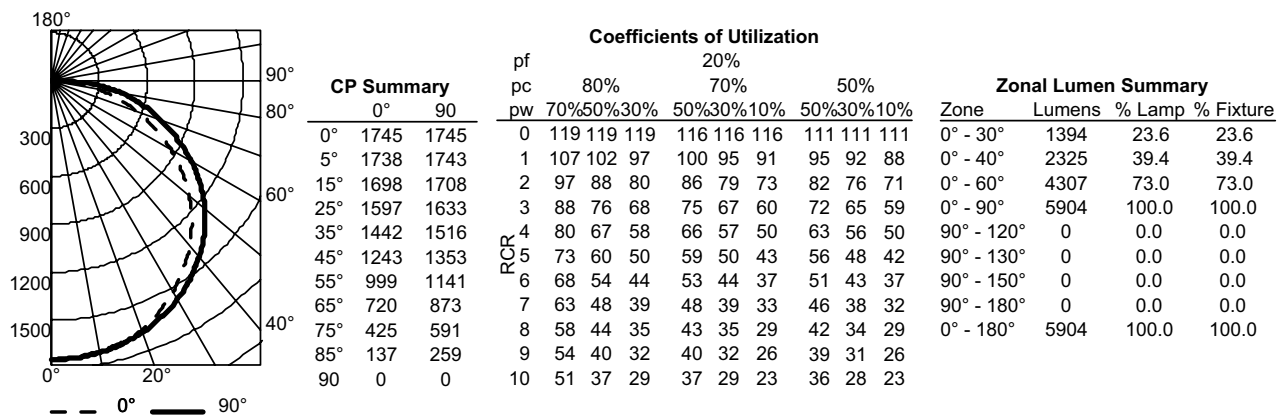 180°
90°
80°
60°
40°
300
600
900
1200
1500
0° 20°
0° 90°
CP Summary
0° 90
0° 1745 1745
5° 1738 1743
15° 1698 1708
25° 1597 1633
35° 1442 1516
45° 1243 1353
55° 999 1141
65° 720 873
75° 425 591
85° 137 259
90 0 0
Coefficients of Utilization
pf 20%
pc 80% 70% 50%
pw 70%50%30% 50%30%10% 50%30%10%
RCR
0 119 119 119 116 116 116 111 111 111
1 107 102 97 100 95 91 95 92 88
2 97 88 80 86 79 73 82 76 71
3 88 76 68 75 67 60 72 65 59
4 80 67 58 66 57 50 63 56 50
5 73 60 50 59 50 43 56 48 42
6 68 54 44 53 44 37 51 43 37
7 63 48 39 48 39 33 46 38 32
8 58 44 35 43 35 29 42 34 29
9 54 40 32 40 32 26 39 31 26
10 51 37 29 37 29 23 36 28 23
Zonal Lumen Summary
Zone Lumens % Lamp % Fixture
0° - 30° 1394 23.6 23.6
0° - 40° 2325 39.4 39.4
0° - 60° 4307 73.0 73.0
0° - 90° 5904 100.0 100.0
90° - 120° 0 0.0 0.0
90° - 130° 0 0.0 0.0
90° - 150° 0 0.0 0.0
90° - 180° 0 0.0 0.0
0° - 180° 5904 100.0 100.0